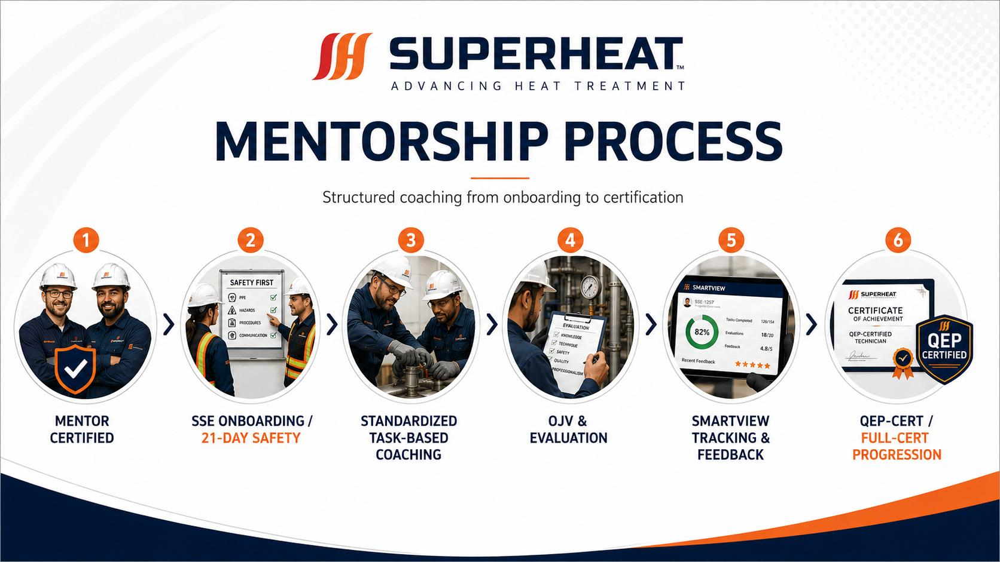 SUPERHEAT™
ADVANCING HEAT TREATMENT
MENTORSHIP PROCESS
Structured coaching from onboarding to certification
1
2
3
4
5
6
SAFETY FIRST
PPE
HAZARDS
PROCEDURES
COMMUNICATION
EVALUATION
KNOWLEDGE
TECHNIQUE
SAFETY
QUALITY
PROFESSIONALISM
SMARTVIEW
SSE-1257
Tasks Completed 126/154
82%
Evaluations 18/20
Feedback 4.8/5
Recent Feedback
SUPERHEAT
CERTIFICATE
OF ACHIEVEMENT
QEP-CERTIFIED
TECHNICIAN
QEP
CERTIFIED
MENTOR
CERTIFIED
SSE ONBOARDING /
21-DAY SAFETY
STANDARDIZED
TASK-BASED
COACHING
OJV &
EVALUATION
SMARTVIEW
TRACKING &
FEEDBACK
QEP-CERT /
FULL-CERT
PROGRESSION